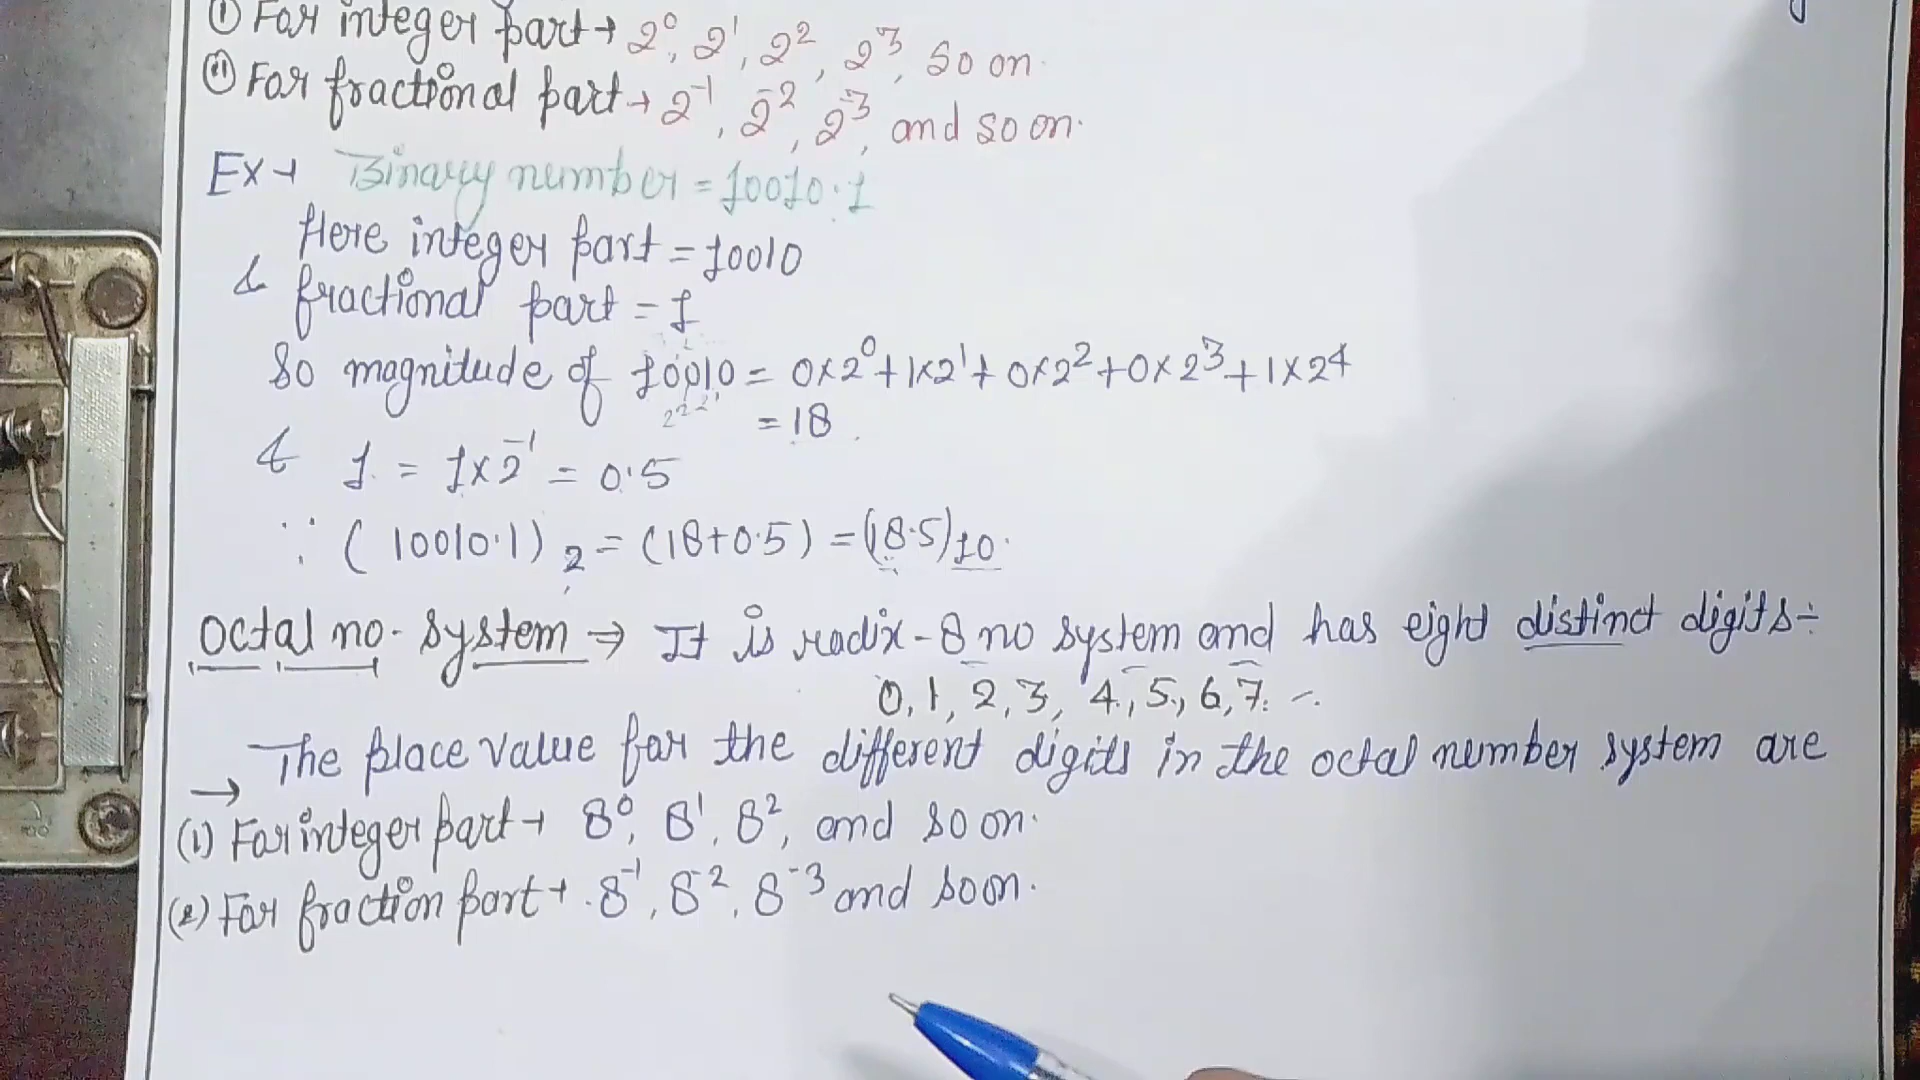 (i) For integer part → 2⁰, 2¹, 2², 2³, so on.
(ii) For fractional part → 2⁻¹, 2⁻², 2⁻³, and so on.
Ex → Binary number = 10010.1
Here integer part = 10010
& fractional part = 1
So magnitude of 10010 = 0×2⁰ + 1×2¹ + 0×2² + 0×2³ + 1×2⁴
= 18
& 1 = 1×2⁻¹ = 0.5
∵ (10010.1)₂ = (18+0.5) = (18.5)₁₀.
Octal no. system ⇒ It is radix-8 no system and has eight distinct digits ÷
0, 1, 2, 3, 4, 5, 6, 7.
→ The place value for the different digits in the octal number system are
(1) For integer part → 8⁰, 8¹, 8², and so on.
(2) For fraction part → 8⁻¹, 8⁻², 8⁻³ and so on.